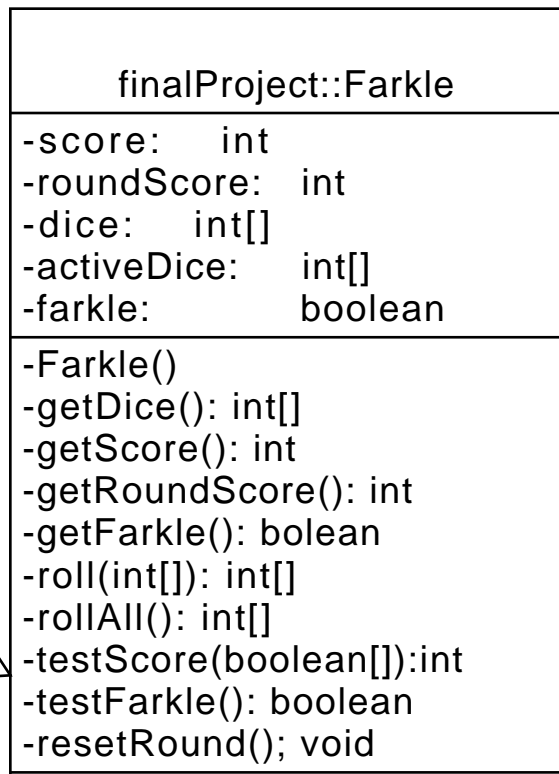 finalProject::Farkle
-score: int
-roundScore: int
-dice: int[]
-activeDice: int[]
-farkle: boolean
-Farkle()
-getDice(): int[]
-getScore(): int
-getRoundScore(): int
-getFarkle(): bolean
-roll(int[]): int[]
-rollAll(): int[]
-testScore(boolean[]):int
-testFarkle(): boolean
-resetRound(); void